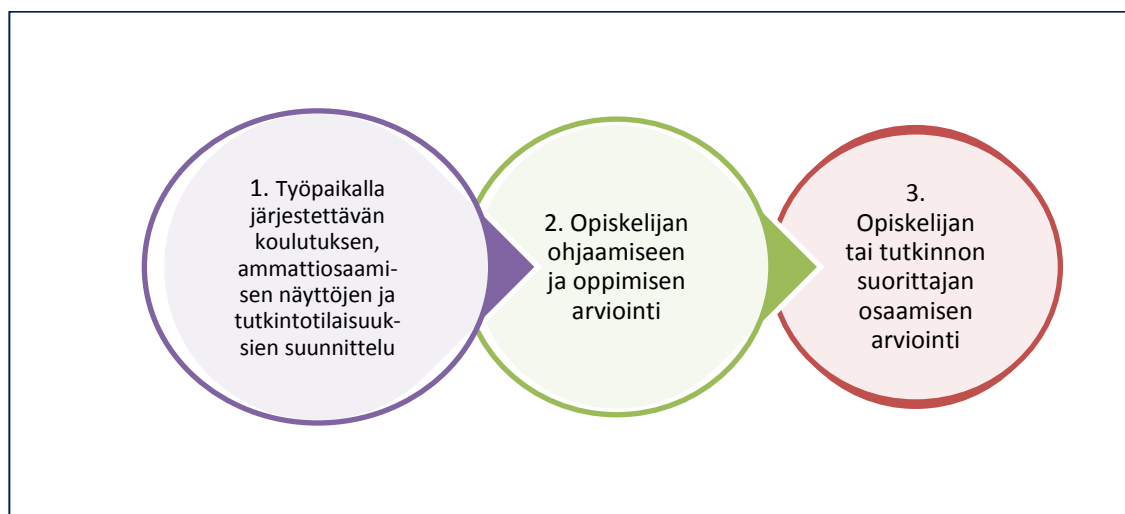 1. Työpaikalla
järjestettävän
koulutuksen,
ammattiosaami-
sen näyttöjen ja
tutkintotilaisuuk-
sien suunnittelu
2. Opiskelijan
ohjaamiseen
ja oppimisen
arviointi
3.
Opiskelijan
tai tutkinnon
suorittajan
osaamisen
arviointi